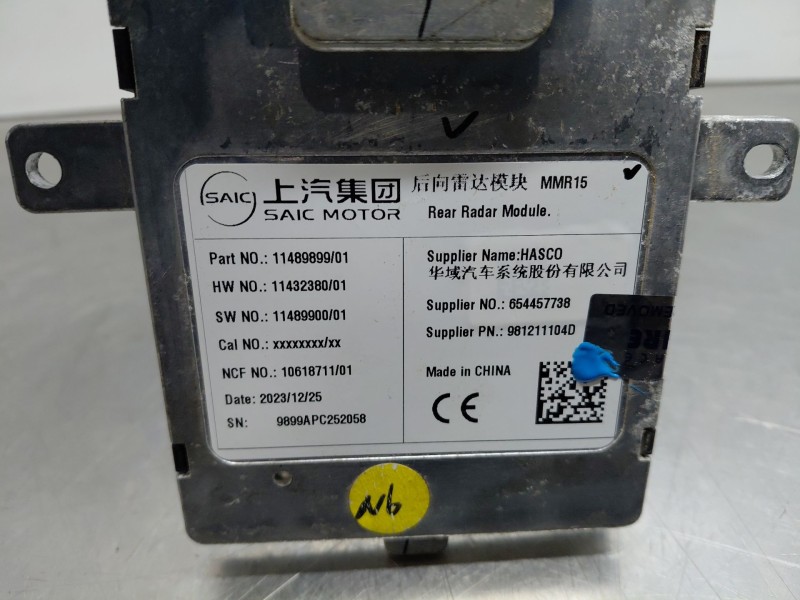 SAIC
上汽集团
SAIC MOTOR
后向雷达模块 MMR15
Rear Radar Module.
Part NO.: 11489899/01
HW NO.: 11432380/01
SW NO.: 11489900/01
Cal NO.: xxxxxxxx/xx
NCF NO.: 10618711/01
Date: 2023/12/25
SN: 9899APC252058
Supplier Name:HASCO
华域汽车系统股份有限公司
Supplier NO.: 654457738
Supplier PN.: 981211104D
Made in CHINA
CE